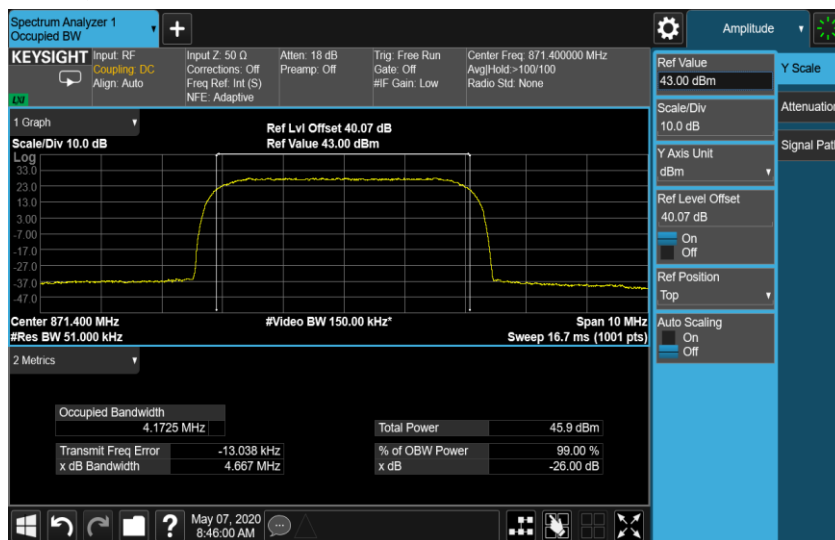 Spectrum Analyzer 1
Occupied BW
Amplitude
KEYSIGHT
LXI
Input: RF
Coupling: DC
Align: Auto
Input Z: 50 Ω
Corrections: Off
Freq Ref: Int (S)
NFE: Adaptive
Atten: 18 dB
Preamp: Off
Trig: Free Run
Gate: Off
#IF Gain: Low
Center Freq: 871.400000 MHz
Avg|Hold:>100/100
Radio Std: None
1 Graph
Scale/Div 10.0 dB
Ref Lvl Offset 40.07 dB
Ref Value 43.00 dBm
Log
33.0
23.0
13.0
3.00
-7.00
-17.0
-27.0
-37.0
-47.0
Center 871.400 MHz
#Video BW 150.00 kHz*
Span 10 MHz
#Res BW 51.000 kHz
Sweep 16.7 ms (1001 pts)
2 Metrics
Occupied Bandwidth
4.1725 MHz
Total Power 45.9 dBm
Transmit Freq Error -13.038 kHz
% of OBW Power 99.00 %
x dB Bandwidth 4.667 MHz
x dB -26.00 dB
May 07, 2020
8:46:00 AM
Ref Value
43.00 dBm
Scale/Div
10.0 dB
Y Axis Unit
dBm
Ref Level Offset
40.07 dB
On
Off
Ref Position
Top
Auto Scaling
On
Off
Y Scale
Attenuation
Signal Pat